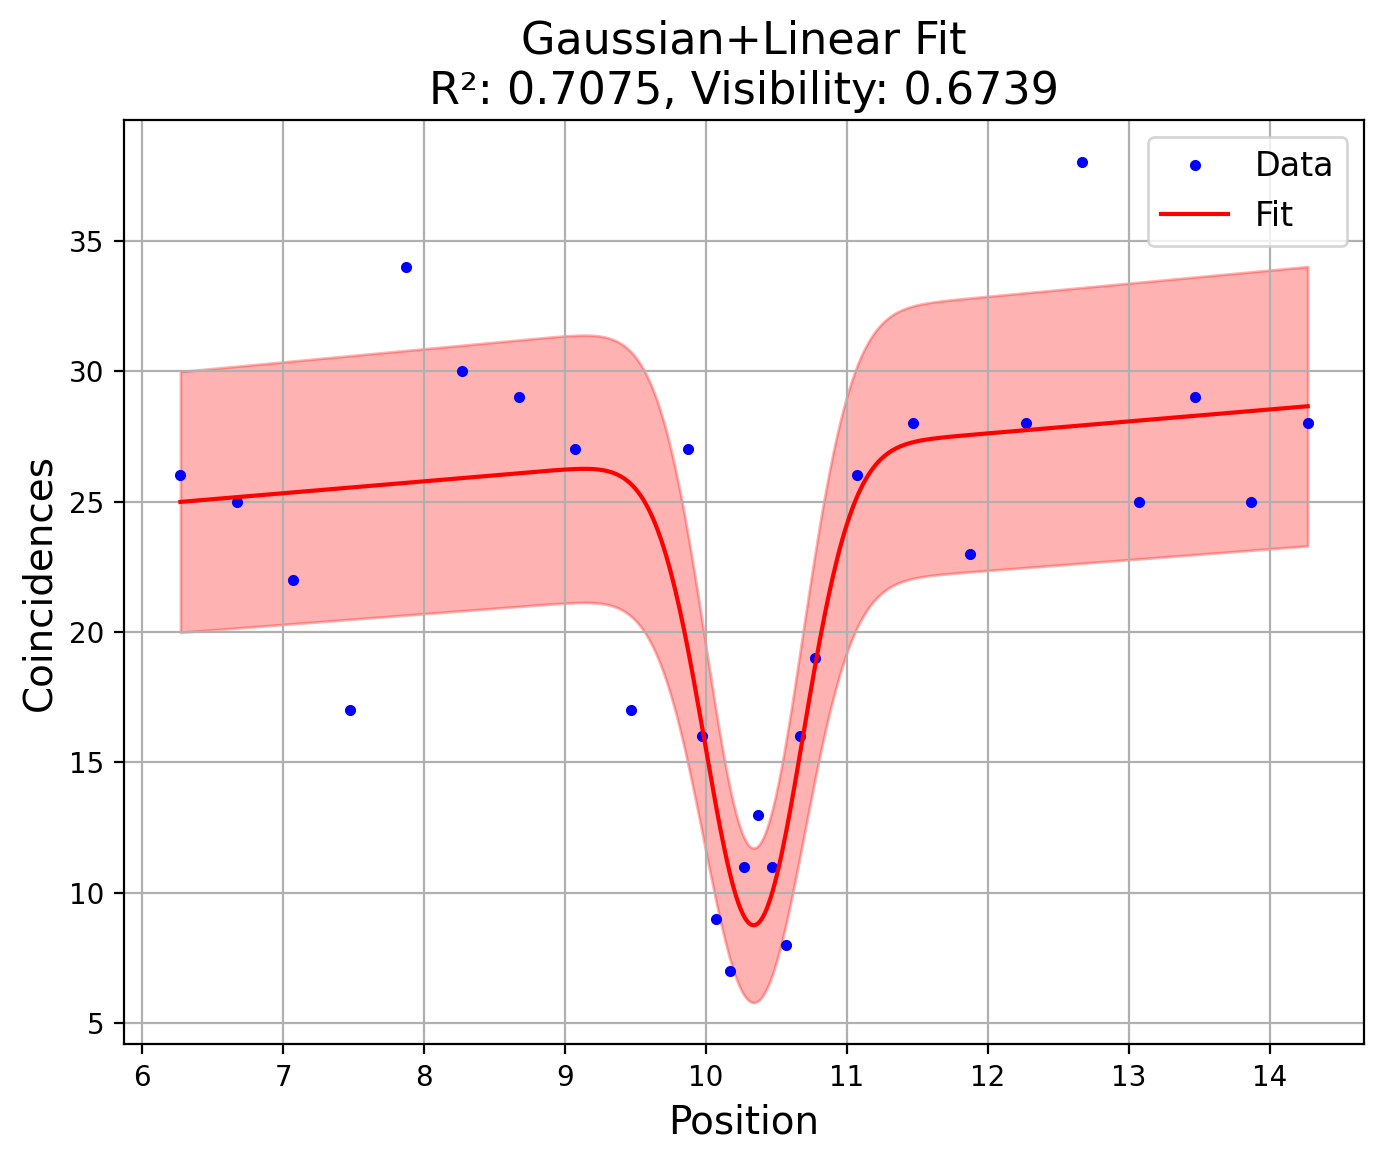 Gaussian+Linear Fit
R²: 0.7075, Visibility: 0.6739
Data
Fit
35
30
25
20
15
10
5
Coincidences
6 7 8 9 10 11 12 13 14
Position